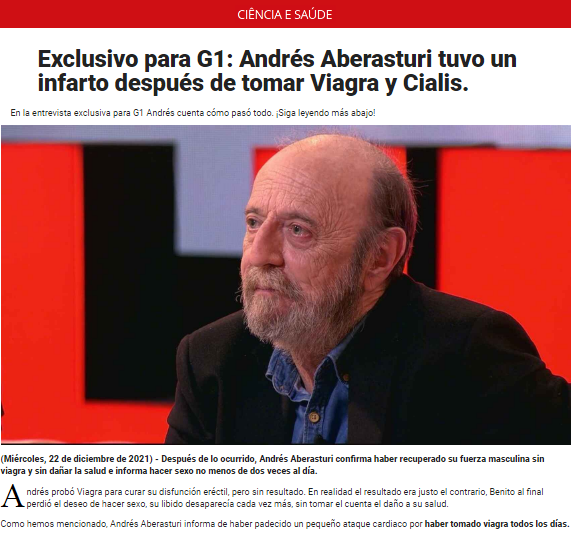 CIÊNCIA E SAÚDE
Exclusivo para G1: Andrés Aberasturi tuvo un
infarto después de tomar Viagra y Cialis.
En la entrevista exclusiva para G1 Andrés cuenta cómo pasó todo. ¡Siga leyendo más abajo!
(Miércoles, 22 de diciembre de 2021) - Después de lo ocurrido, Andrés Aberasturi confirma haber recuperado su fuerza masculina sin
viagra y sin dañar la salud e informa hacer sexo no menos de dos veces al día.
Andrés probó Viagra para curar su disfunción eréctil, pero sin resultado. En realidad el resultado era justo el contrario, Benito al final
perdió el deseo de hacer sexo, su libido desaparecía cada vez más, sin tomar el cuenta el daño a su salud.
Como hemos mencionado, Andrés Aberasturi informa de haber padecido un pequeño ataque cardiaco por haber tomado viagra todos los días.